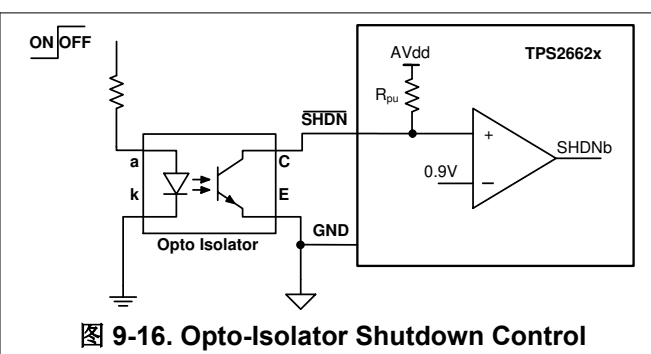 ON OFF
AVdd
TPS2662x
Rpu
SHDN
a
C
+
SHDNb
0.9V
k
E
−
GND
Opto Isolator
图 9-16. Opto-Isolator Shutdown Control